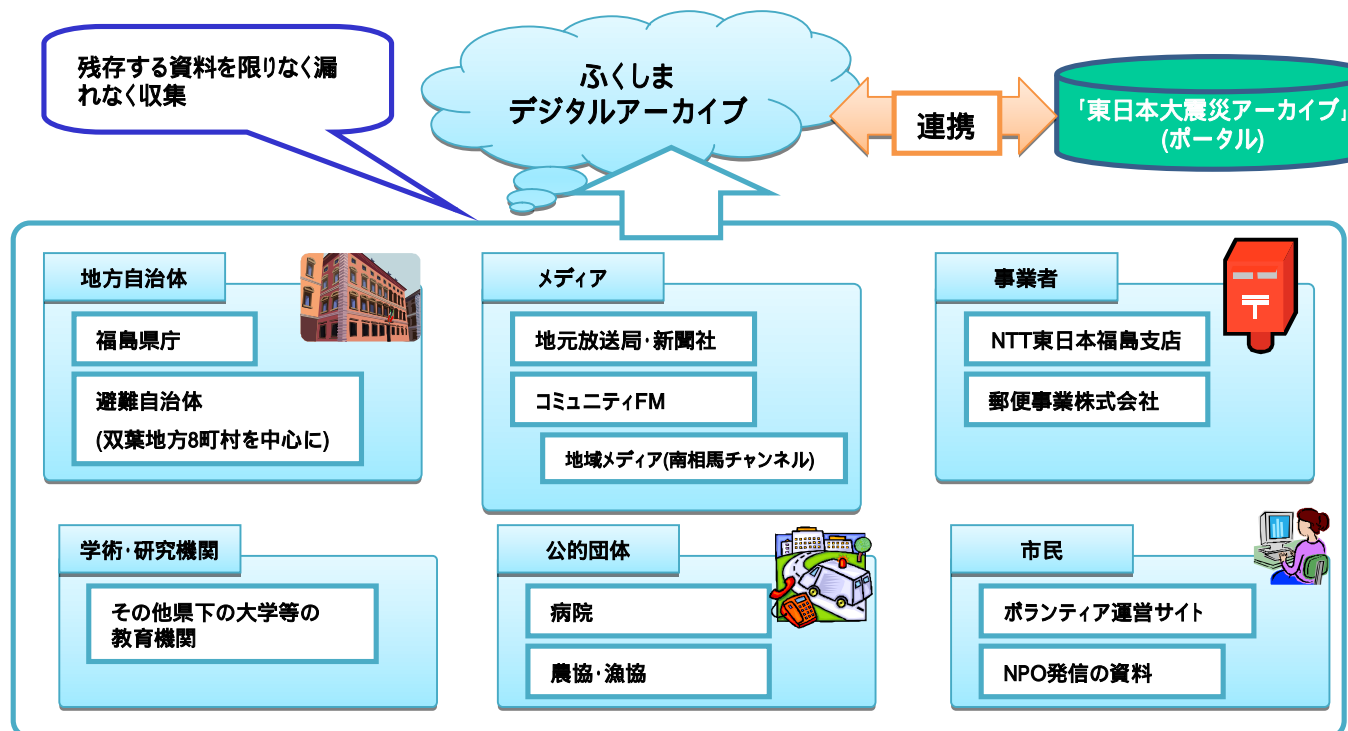 残存する資料を限りなく漏
れなく収集
ふくしま
デジタルアーカイブ
連携
「東日本大震災アーカイブ」
(ポータル)
地方自治体
福島県庁
避難自治体
(双葉地方8町村を中心に)
メディア
地元放送局･新聞社
コミュニティFM
地域メディア(南相馬チャンネル)
事業者
NTT東日本福島支店
郵便事業株式会社
学術･研究機関
その他県下の大学等の
教育機関
公的団体
病院
農協･漁協
市民
ボランティア運営サイト
NPO発信の資料